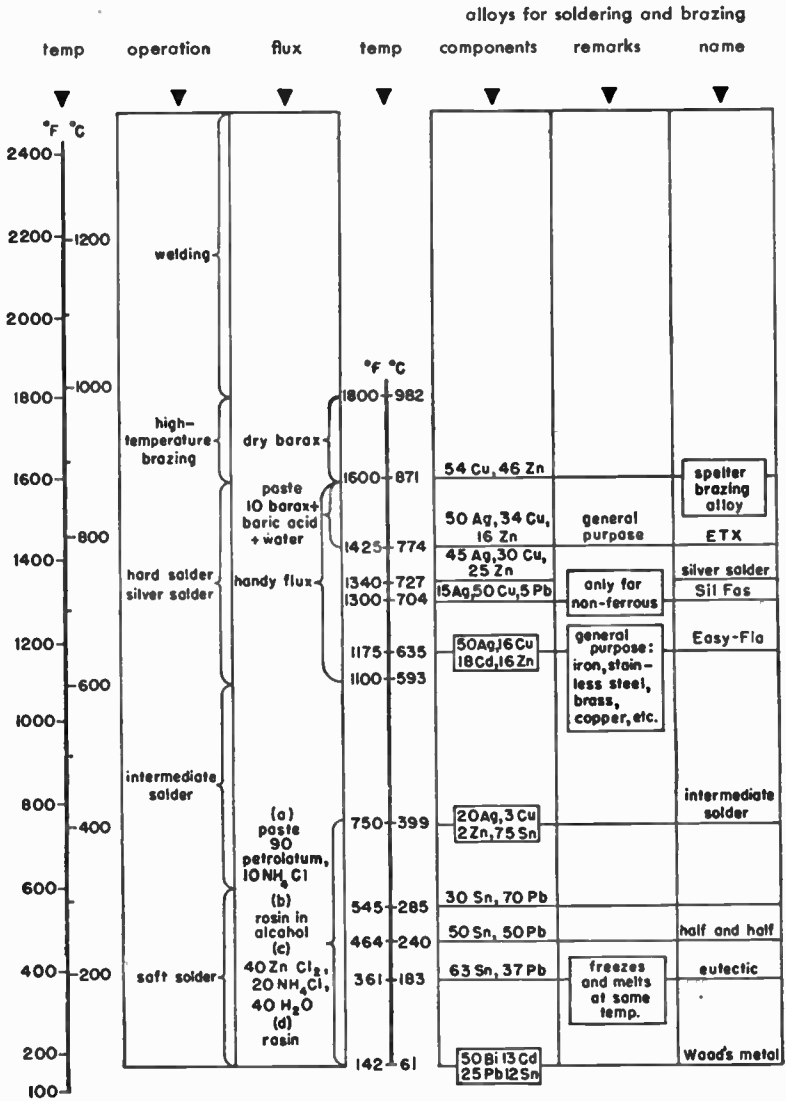 alloys for soldering and brazing
temp operation flux temp components remarks name
°F °C
2400
2200 1200
welding
2000
°F °C
1000
1800 1800 982
high-
temperature dry borax
brazing
1600 1600 871 54 Cu, 46 Zn spelter
brazing
alloy
paste
10 borax+
boric acid
+ water
50 Ag, 34 Cu, general
16 Zn purpose ETX
800 1425 774
1400
45 Ag, 30 Cu,
25 Zn silver solder
hard solder handy flux 1340 727
silver solder
15Ag,50 Cu,5 Pb only for Sil Fos
1300 704 non-ferrous
1200
1175 635 50Ag,16Cu Easy-Flo
18Cd,16Zn
general
purpose:
iron, stain-
less steel,
brass,
copper, etc.
600 1100 593
1000
intermediate
solder
800
400 750 399 20Ag,3 Cu intermediate
2Zn,75Sn solder
(a)
paste
90
petrolatum,
10 NH4 Cl
600
(b)
rosin in
alcohol
545 285 30 Sn, 70 Pb
464 240 50 Sn, 50 Pb half and half
(c)
40 Zn Cl2,
20 NH4Cl,
40 H2O
400 200 soft solder 361 183 63 Sn, 37 Pb eutectic
freezes
and melts
at same
temp.
(d)
rosin
200 142 61 50 Bi 13 Cd Wood's metal
25 Pb 12 Sn
100